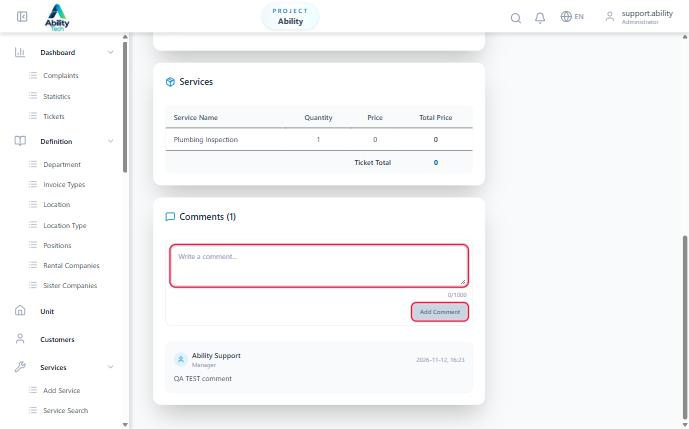 Ability
Tech
PROJECT
Ability
EN
support.ability
Administrator
Dashboard
Complaints
Statistics
Tickets
Definition
Department
Invoice Types
Location
Location Type
Positions
Rental Companies
Sister Companies
Unit
Customers
Services
Add Service
Service Search
Services
Service Name Quantity Price Total Price
Plumbing Inspection 1 0 0
Ticket Total 0
Comments (1)
Write a comment...
0/1000
Add Comment
Ability Support
Manager
2026-11-12, 16:23
QA TEST comment